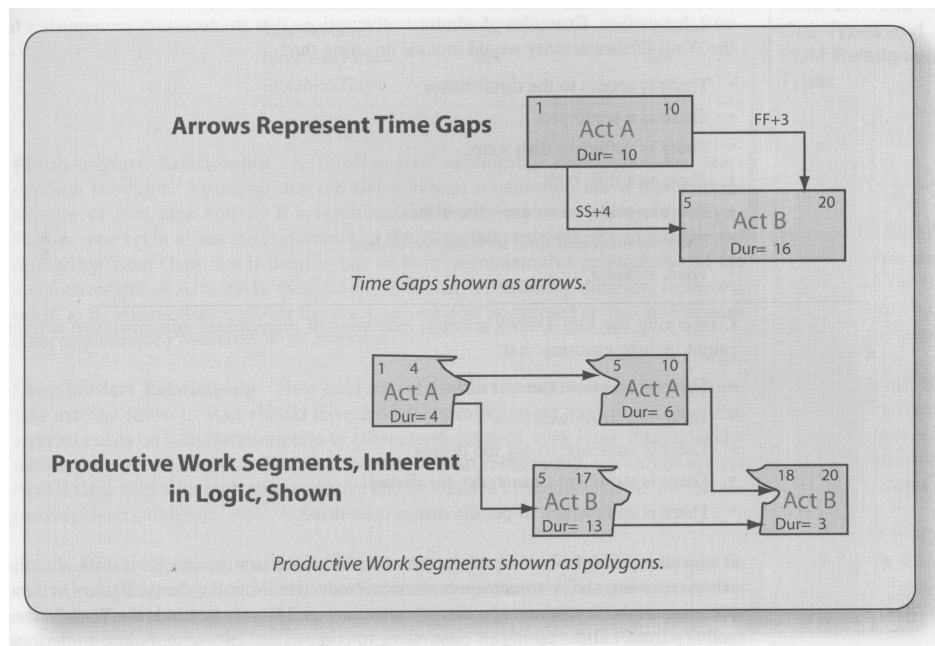 Arrows Represent Time Gaps
1 10
Act A
Dur= 10
FF+3
SS+4
5 20
Act B
Dur= 16
Time Gaps shown as arrows.
1 4
Act A
Dur= 4
5 10
Act A
Dur= 6
Productive Work Segments, Inherent
in Logic, Shown
5 17
Act B
Dur= 13
18 20
Act B
Dur= 3
Productive Work Segments shown as polygons.